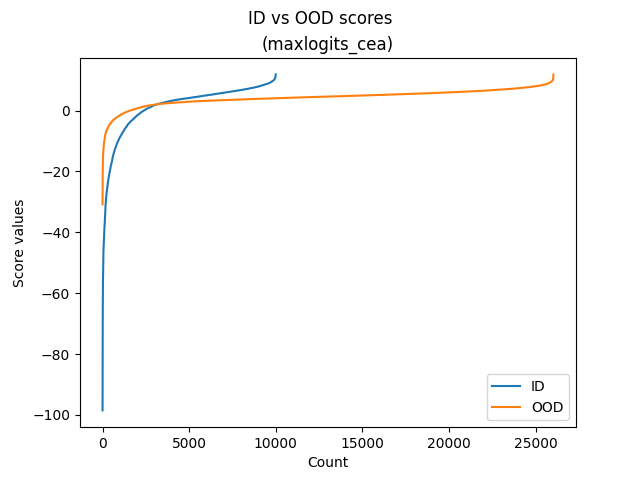 ID vs OOD scores
(maxlogits_cea)
Score values
0
−20
−40
−60
−80
−100
0
5000
10000
15000
20000
25000
Count
ID
OOD